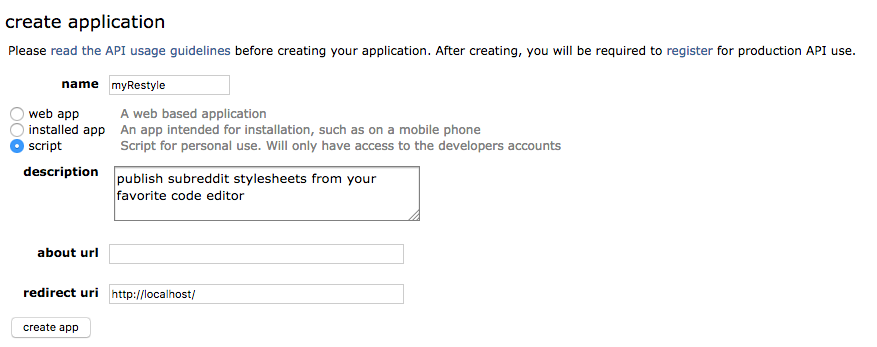 create application
Please read the API usage guidelines before creating your application. After creating, you will be required to register for production API use.
name myRestyle
web app A web based application
installed app An app intended for installation, such as on a mobile phone
script Script for personal use. Will only have access to the developers accounts
description publish subreddit stylesheets from your
favorite code editor
about url
redirect uri http://localhost/
create app